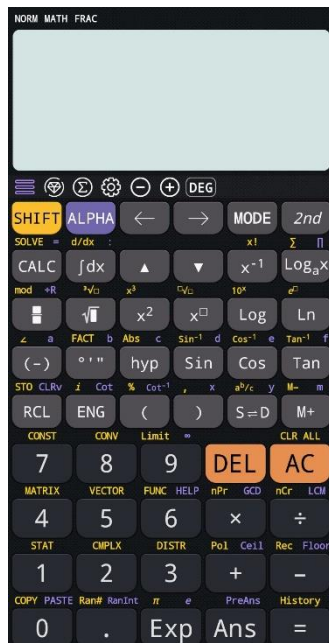 NORM MATH FRAC
DEG
SHIFT ALPHA ← → MODE 2nd
SOLVE = d/dx : x! Σ ∏
CALC ∫dx ▲ ▼ x⁻¹ Logₐx
mod ÷R ³√□ x³ □√□ 10ˣ e□
√□ x² x□ Log Ln
∠ a FACT b Abs c Sin⁻¹ d Cos⁻¹ e Tan⁻¹ f
(−) ° ' " hyp Sin Cos Tan
STO CLRv i Cot % Cot⁻¹ , x aᵇ/c y M− m
RCL ENG ( ) S⇌D M+
CONST CONV Limit ∞ CLR ALL
7 8 9 DEL AC
MATRIX VECTOR FUNC HELP nPr GCD nCr LCM
4 5 6 × ÷
STAT CMPLX DISTR Pol Ceil Rec Floor
1 2 3 + −
COPY PASTE Ran# RanInt π e PreAns History
0 . Exp Ans =